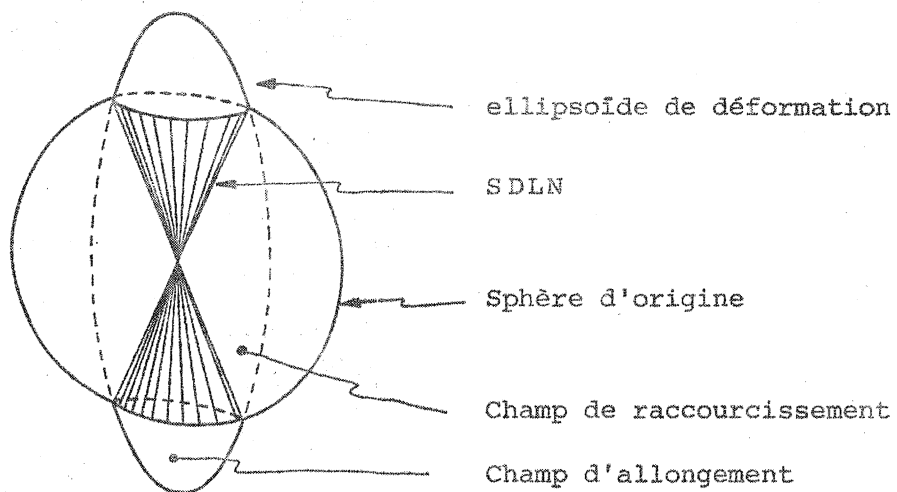 ellipsoïde de déformation
SDLN
Sphère d'origine
Champ de raccourcissement
Champ d'allongement